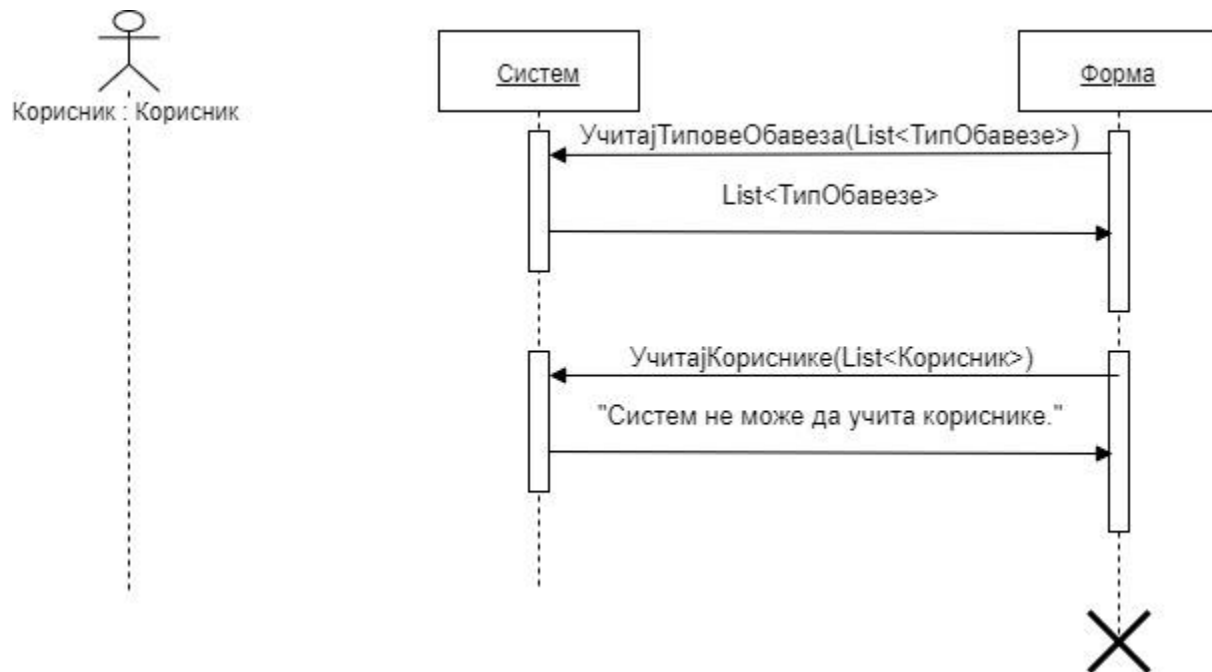 Корисник : Корисник
Систем
Форма
УчитајТиповеОбавеза(List<ТипОбавезе>)
List<ТипОбавезе>
УчитајКориснике(List<Корисник>)
"Систем не може да учита кориснике."